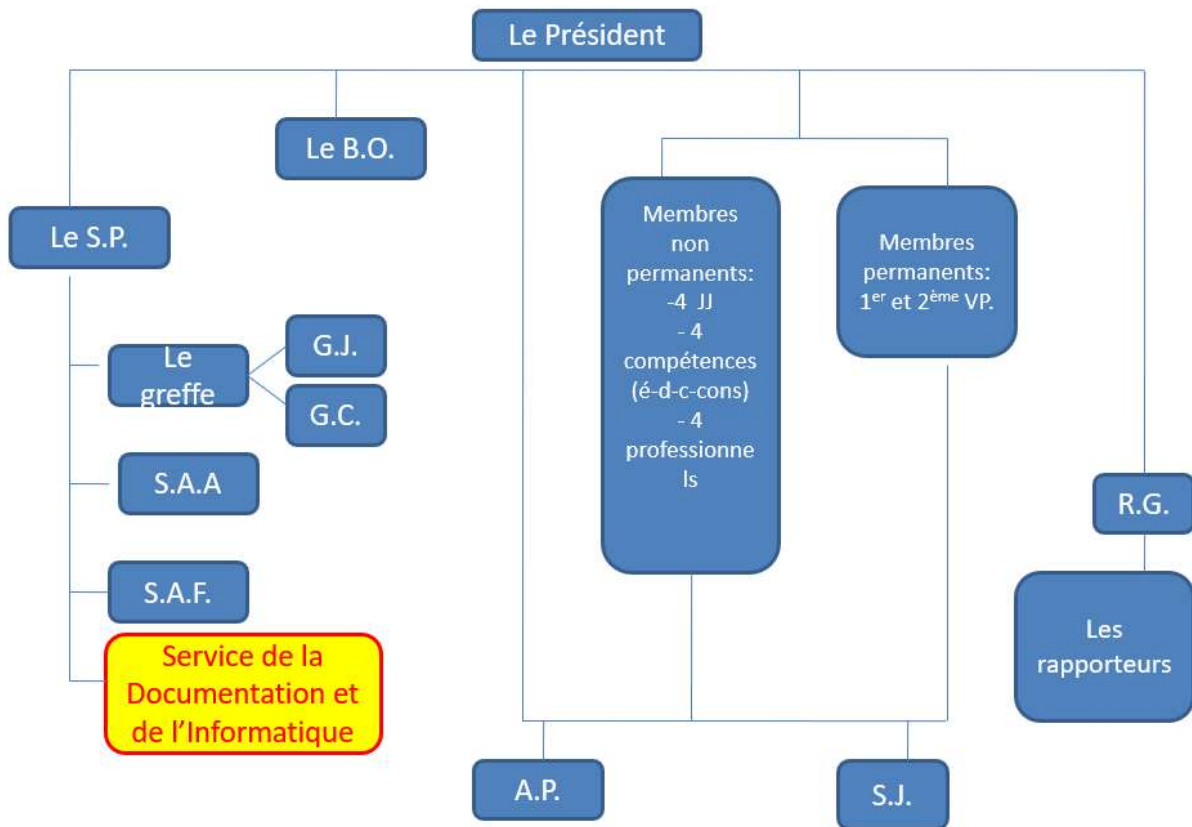 Le Président
Le B.O.
Le S.P.
Le
greffe
G.J.
G.C.
S.A.A
S.A.F.
Service de la
Documentation et
de l’Informatique
Membres
non
permanents:
-4 JJ
- 4
compétences
(é-d-c-cons)
- 4
professionne
ls
Membres
permanents:
1er et 2ème VP.
R.G.
Les
rapporteurs
A.P.
S.J.